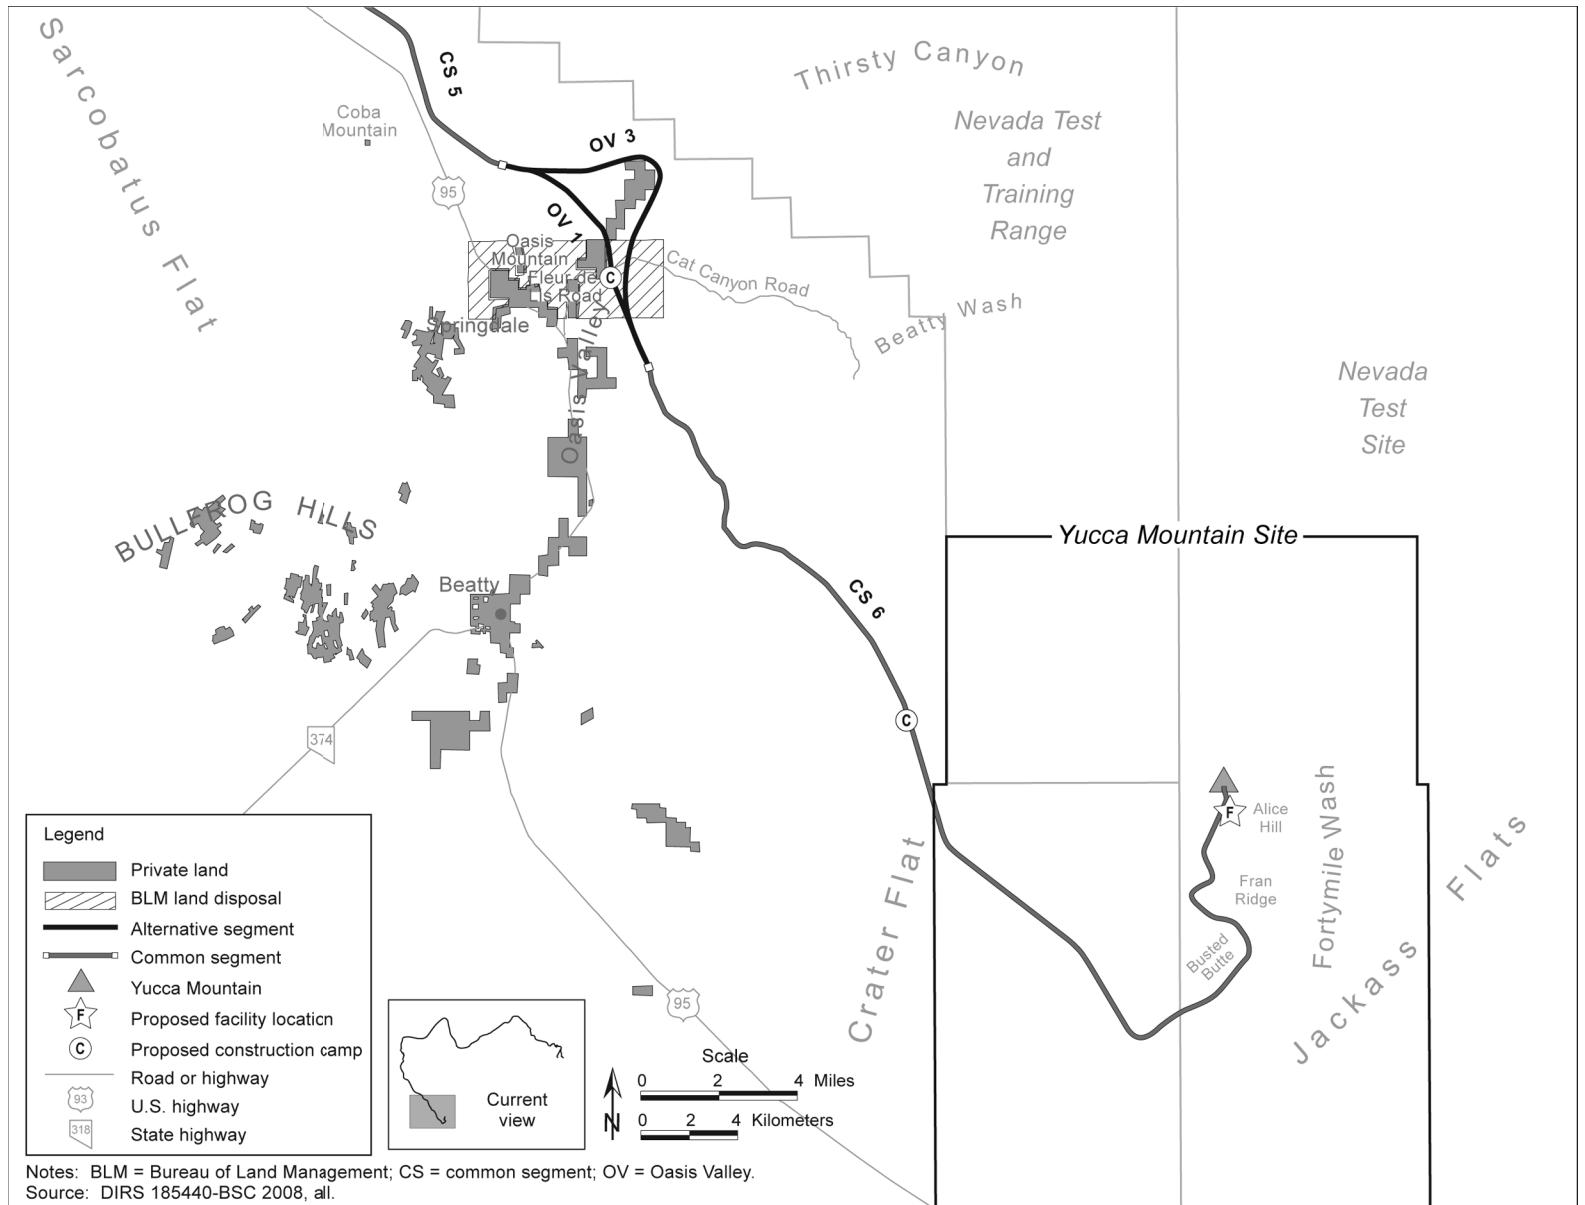 Sarcobatus Flat
CS 5
Thirsty Canyon
Coba
Mountain
Nevada Test
and
Training
Range
OV 3
95
OV 1
Oasis
Mountain
Fleur de
lis Road
C
Cat Canyon Road
Beatty Wash
Springdale
Oasis Valley
Nevada
Test
Site
BULLFROG HILLS
Yucca Mountain Site
Beatty
CS 6
C
374
F
Alice
Hill
Fran
Ridge
Busted
Butte
Fortymile Wash
Jackass Flats
Crater Flat
95
Legend
Private land
BLM land disposal
Alternative segment
Common segment
Yucca Mountain
F
Proposed facility location
C
Proposed construction camp
Road or highway
93
U.S. highway
318
State highway
Current
view
N
Scale
0 2 4 Miles
0 2 4 Kilometers
Notes: BLM = Bureau of Land Management; CS = common segment; OV = Oasis Valley.
Source: DIRS 185440-BSC 2008, all.